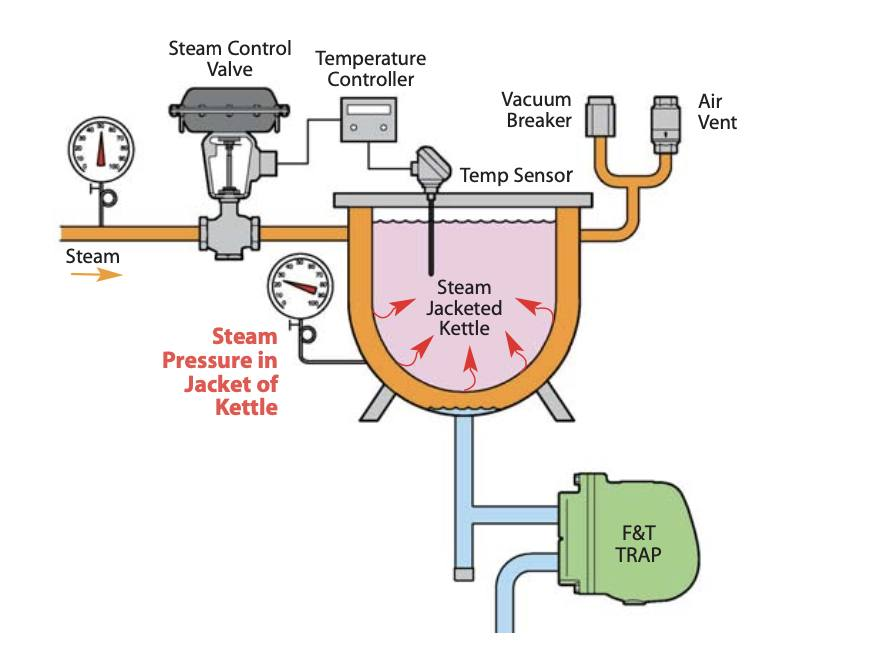 Steam Control
Valve
Temperature
Controller
Vacuum
Breaker
Air
Vent
Temp Sensor
Steam
Steam
Jacketed
Kettle
Steam
Pressure in
Jacket of
Kettle
F&T
TRAP